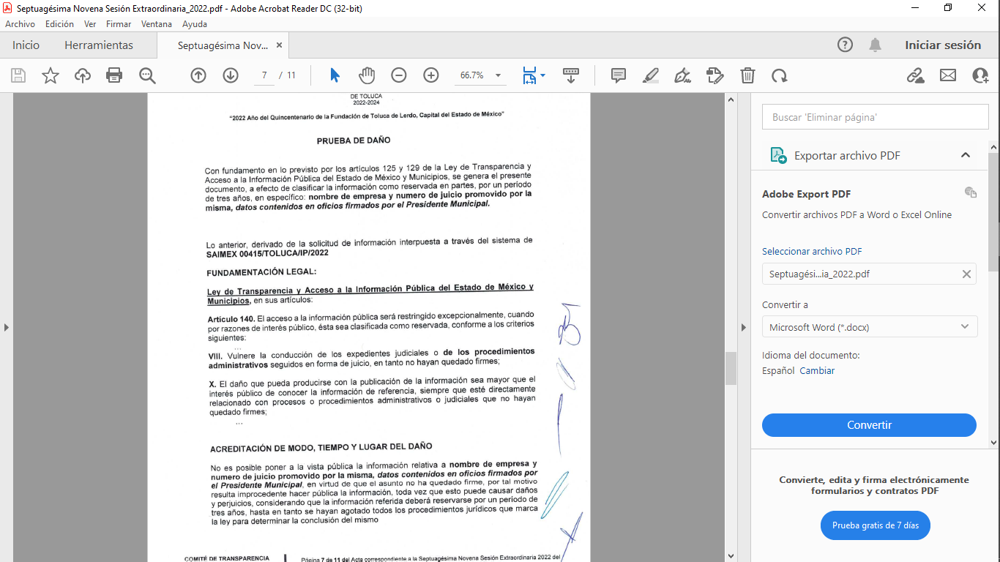 Septuagésima Novena Sesión Extraordinaria_2022.pdf - Adobe Acrobat Reader DC (32-bit)
Archivo Edición Ver Firmar Ventana Ayuda
Inicio Herramientas Septuagésima Nov... × Iniciar sesión
7 / 11 66.7%
DE TOLUCA
2022-2024
"2022 Año del Quincentenario de la Fundación de Toluca de Lerdo, Capital del Estado de México"
PRUEBA DE DAÑO
Con fundamento en lo previsto por los artículos 125 y 129 de la Ley de Transparencia y
Acceso a la Información Pública del Estado de México y Municipios, se genera el presente
documento, a efecto de clasificar la información como reservada en partes, por un período
de tres años, en específico: nombre de empresa y numero de juicio promovido por la
misma, datos contenidos en oficios firmados por el Presidente Municipal.
Lo anterior, derivado de la solicitud de información interpuesta a través del sistema de
SAIMEX 00415/TOLUCA/IP/2022
FUNDAMENTACIÓN LEGAL:
Ley de Transparencia y Acceso a la Información Pública del Estado de México y
Municipios, en sus artículos:
Artículo 140. El acceso a la información pública será restringido excepcionalmente, cuando
por razones de interés público, ésta sea clasificada como reservada, conforme a los criterios
siguientes:
...
VIII. Vulnere la conducción de los expedientes judiciales o de los procedimientos
administrativos seguidos en forma de juicio, en tanto no hayan quedado firmes;
X. El daño que pueda producirse con la publicación de la información sea mayor que el
interés público de conocer la información de referencia, siempre que esté directamente
relacionado con procesos o procedimientos administrativos o judiciales que no hayan
quedado firmes;
...
ACREDITACIÓN DE MODO, TIEMPO Y LUGAR DEL DAÑO
No es posible poner a la vista pública la información relativa a nombre de empresa y
numero de juicio promovido por la misma, datos contenidos en oficios firmados por
el Presidente Municipal, en virtud de que el asunto no ha quedado firme, por tal motivo
resulta improcedente hacer pública la información, toda vez que esto puede causar daños
y perjuicios, considerando que la información referida deberá reservarse por un período de
tres años, hasta en tanto se hayan agotado todos los procedimientos jurídicos que marca
la ley para determinar la conclusión del mismo
COMITÉ DE TRANSPARENCIA Página 7 de 11 del Acta correspondiente a la Septuagésima Novena Sesión Extraordinaria 2022 del
Buscar 'Eliminar página'
Exportar archivo PDF
Adobe Export PDF
Convertir archivos PDF a Word o Excel Online
Seleccionar archivo PDF
Septuagési...ia_2022.pdf
Convertir a
Microsoft Word (*.docx)
Idioma del documento:
Español Cambiar
Convertir
Convierte, edita y firma electrónicamente
formularios y contratos PDF
Prueba gratis de 7 días